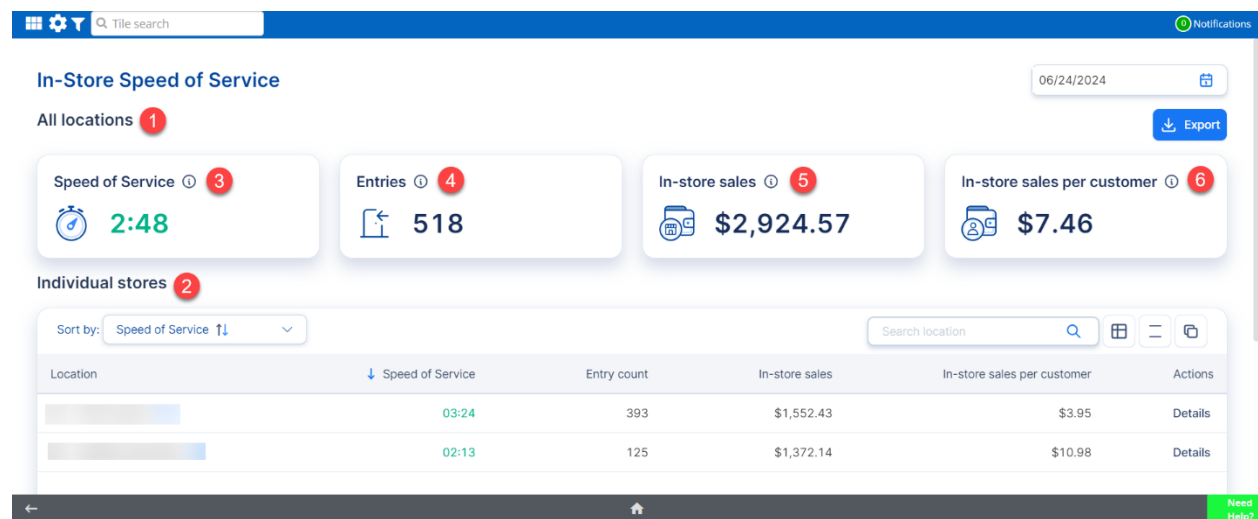 Tile search
0 Notifications
In-Store Speed of Service
06/24/2024
All locations 1
Export
Speed of Service 3
2:48
Entries 4
518
In-store sales 5
$2,924.57
In-store sales per customer 6
$7.46
Individual stores 2
Sort by: Speed of Service
Search location
Location Speed of Service Entry count In-store sales In-store sales per customer Actions
03:24 393 $1,552.43 $3.95 Details
02:13 125 $1,372.14 $10.98 Details
Need
Help?